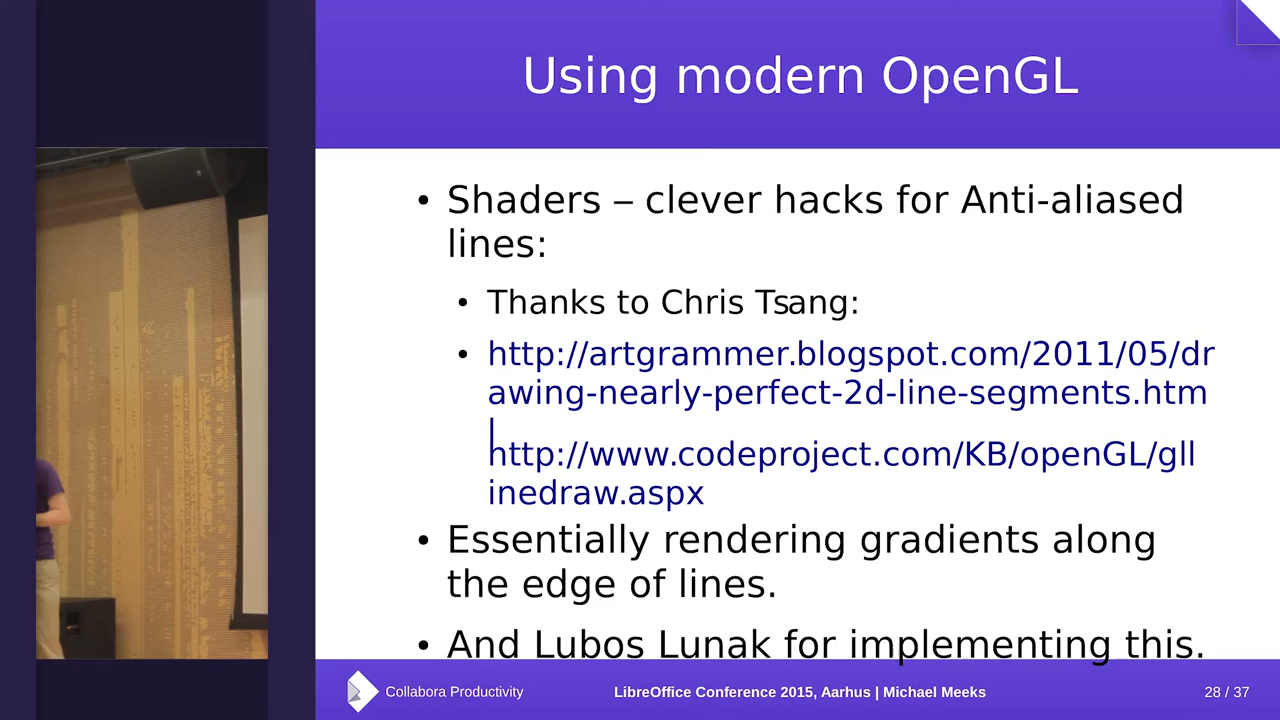 Using modern OpenGL
• Shaders – clever hacks for Anti-aliased
lines:
• Thanks to Chris Tsang:
• http://artgrammer.blogspot.com/2011/05/dr
awing-nearly-perfect-2d-line-segments.htm
l
http://www.codeproject.com/KB/openGL/gll
inedraw.aspx
• Essentially rendering gradients along
the edge of lines.
• And Lubos Lunak for implementing this.
Collabora Productivity
LibreOffice Conference 2015, Aarhus | Michael Meeks
28 / 37